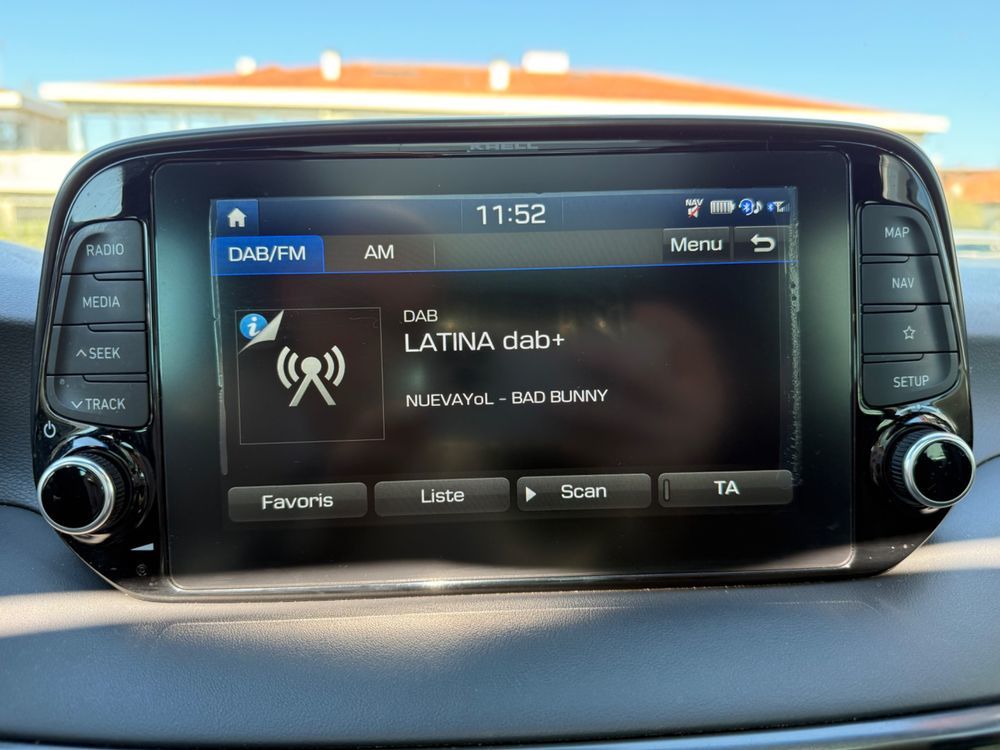 KRELL
11:52
NAV
DAB/FM
AM
Menu
DAB
LATINA dab+
NUEVAYoL - BAD BUNNY
Favoris
Liste
Scan
TA
RADIO
MEDIA
SEEK
TRACK
MAP
NAV
SETUP